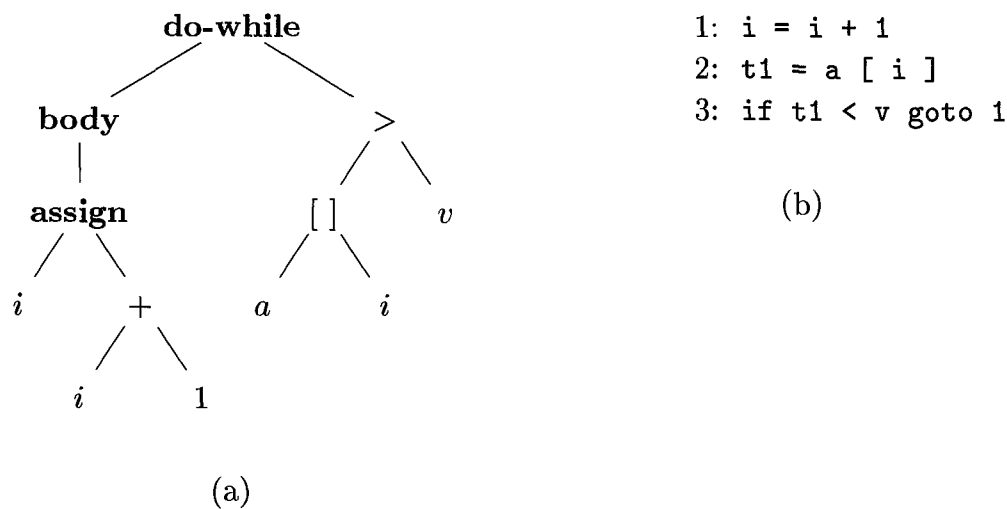 do-while
body >
assign [ ] v
i + a i
i 1
(a)
1: i = i + 1
2: t1 = a [ i ]
3: if t1 < v goto 1
(b)